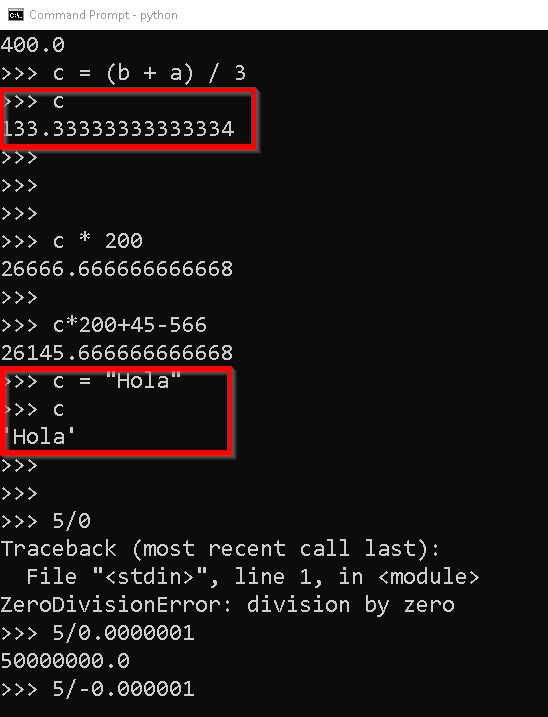 Command Prompt - python
400.0
>>> c = (b + a) / 3
>>> c
133.33333333333334
>>>
>>>
>>>
>>> c * 200
26666.666666666668
>>>
>>> c*200+45-566
26145.666666666668
>>> c = "Hola"
>>> c
'Hola'
>>>
>>>
>>> 5/0
Traceback (most recent call last):
  File "<stdin>", line 1, in <module>
ZeroDivisionError: division by zero
>>> 5/0.0000001
50000000.0
>>> 5/-0.000001